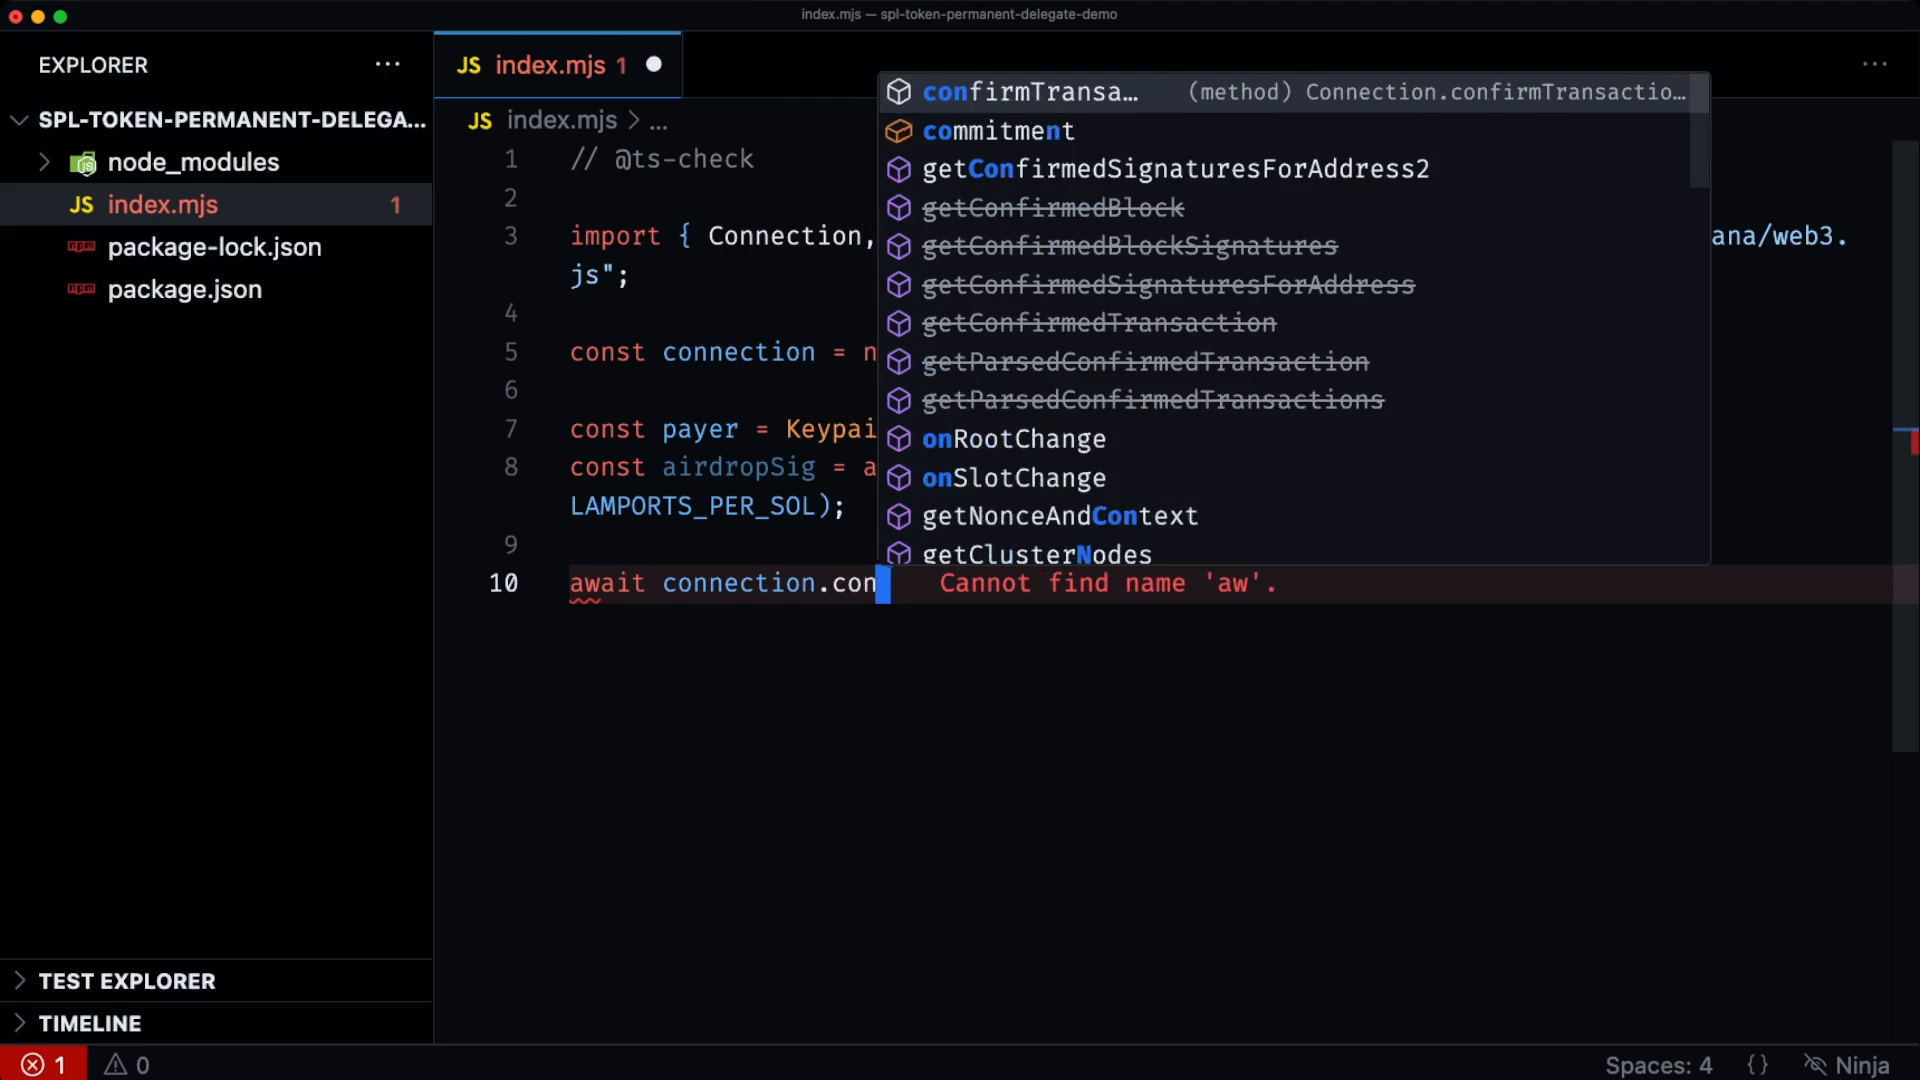 index.mjs — spl-token-permanent-delegate-demo
EXPLORER ...
SPL-TOKEN-PERMANENT-DELEGA...
node_modules
JS index.mjs 1
package-lock.json
package.json
TEST EXPLORER
TIMELINE
JS index.mjs 1
...
JS index.mjs > ...
1 // @ts-check
2
3 import { Connection, ana/web3.
js";
4
5 const connection = n
6
7 const payer = Keypai
8 const airdropSig = a
LAMPORTS_PER_SOL);
9
10 await connection.con Cannot find name 'aw'.
confirmTransa… (method) Connection.confirmTransactio…
commitment
getConfirmedSignaturesForAddress2
getConfirmedBlock
getConfirmedBlockSignatures
getConfirmedSignaturesForAddress
getConfirmedTransaction
getParsedConfirmedTransaction
getParsedConfirmedTransactions
onRootChange
onSlotChange
getNonceAndContext
getClusterNodes
1 0
Spaces: 4 {} Ninja